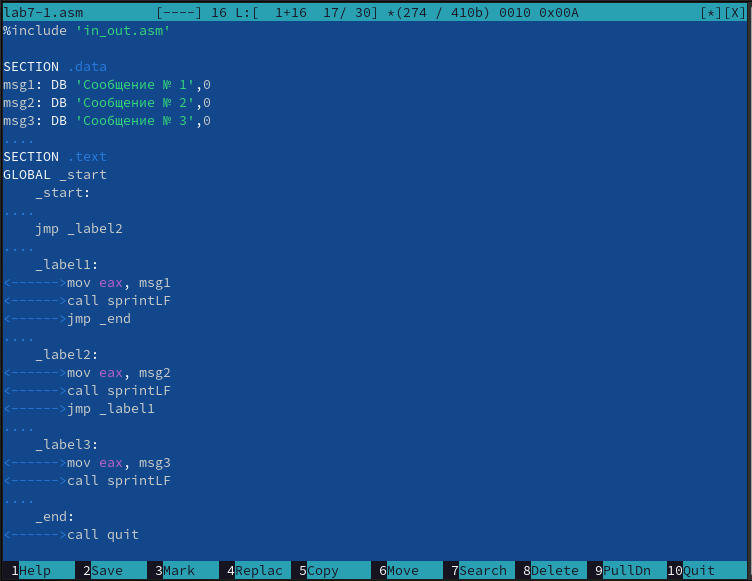 lab7-1.asm [----] 16 L:[ 1+16 17/ 30] *(274 / 410b) 0010 0x00A [*][X]
%include 'in_out.asm'
SECTION .data
msg1: DB 'Сообщение № 1',0
msg2: DB 'Сообщение № 2',0
msg3: DB 'Сообщение № 3',0
....
SECTION .text
GLOBAL _start
    _start:
....
    jmp _label2
....
    _label1:
<------>mov eax, msg1
<------>call sprintLF
<------>jmp _end
....
    _label2:
<------>mov eax, msg2
<------>call sprintLF
<------>jmp _label1
....
    _label3:
<------>mov eax, msg3
<------>call sprintLF
....
    _end:
<------>call quit
1Help 2Save 3Mark 4Replac 5Copy 6Move 7Search 8Delete 9PullDn 10Quit